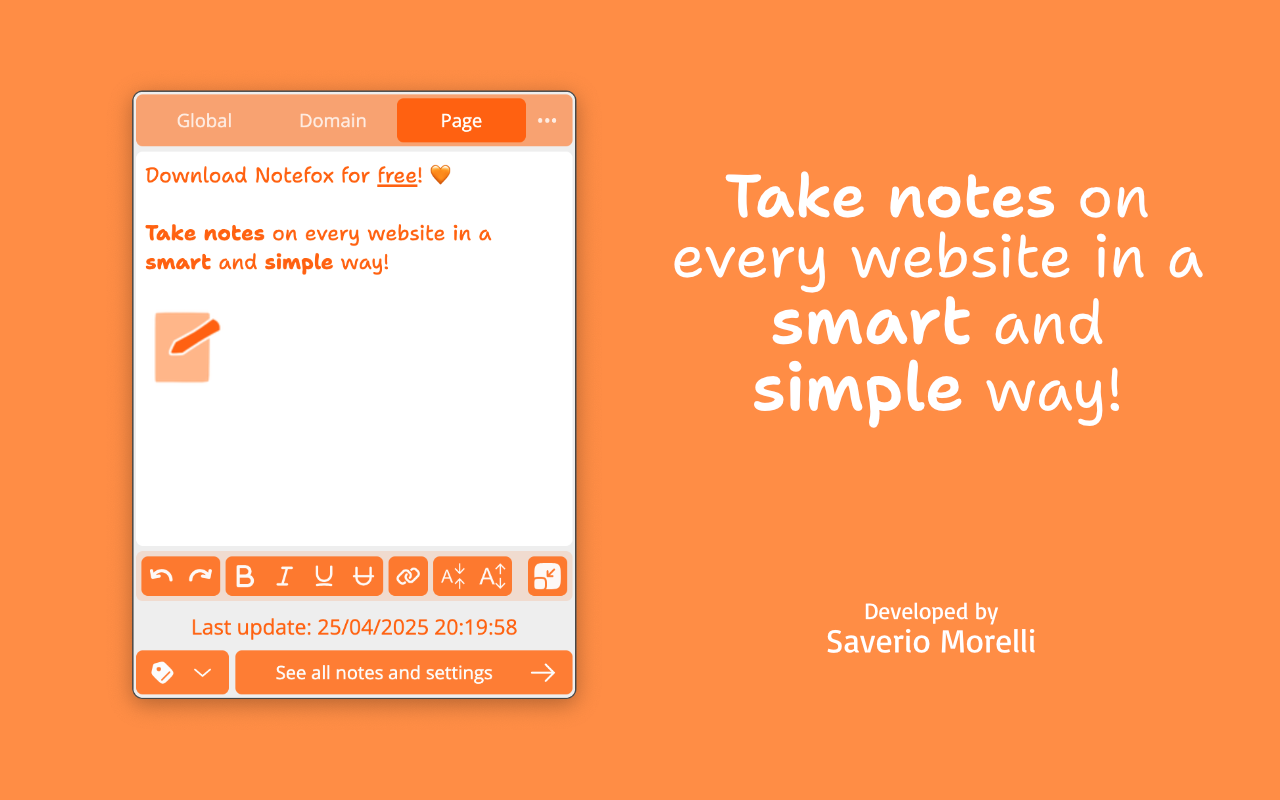 Global Domain Page ...
Download Notefox for free! 🧡
Take notes on every website in a
smart and simple way!
B I U U
A A
Last update: 25/04/2025 20:19:58
See all notes and settings
Take notes on
every website in a
smart and
simple way!
Developed by
Saverio Morelli